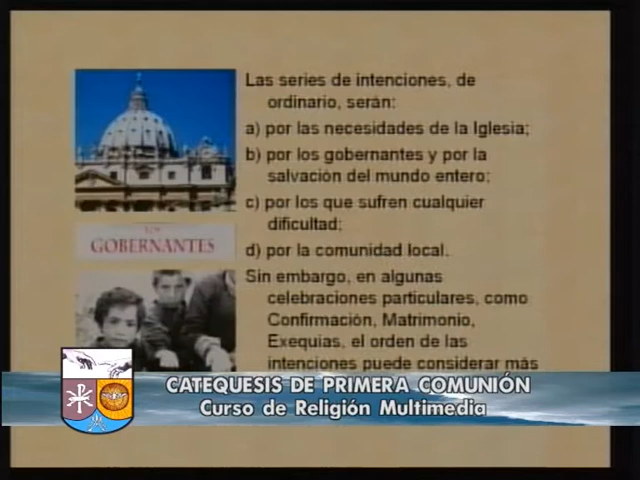 Las series de intenciones, de
ordinario, serán:
a) por las necesidades de la Iglesia;
b) por los gobernantes y por la
salvación del mundo entero;
c) por los que sufren cualquier
dificultad;
d) por la comunidad local.
Sin embargo, en algunas
celebraciones particulares, como
Confirmación, Matrimonio,
Exequias, el orden de las
intenciones puede considerar más
LOS
GOBERNANTES
CATEQUESIS DE PRIMERA COMUNIÓN
Curso de Religión Multimedia